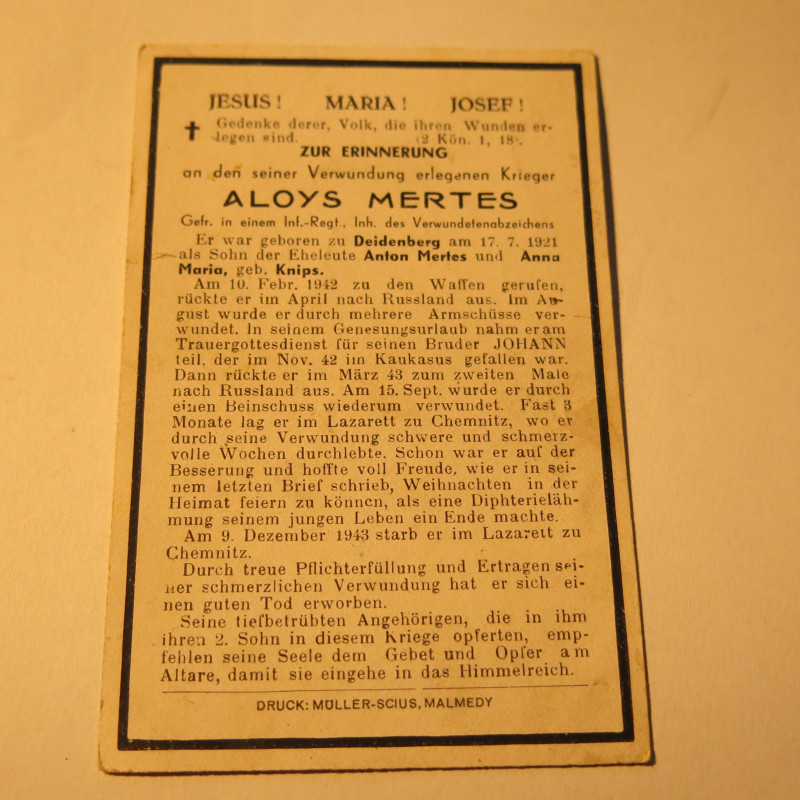 JESUS! MARIA! JOSEF!
Gedenke derer, Volk, die ihren Wunden er-
legen sind. (2 Kön. 1, 18).
ZUR ERINNERUNG
an den seiner Verwundung erlegenen Krieger
ALOYS MERTES
Gefr. in einem Inf.-Regt., Inh. des Verwundetenabzeichens
Er war geboren zu Deidenberg am 17. 7. 1921
als Sohn der Eheleute Anton Mertes und Anna
Maria, geb. Knips.
Am 10. Febr. 1942 zu den Waffen gerufen,
rückte er im April nach Russland aus. Im Au-
gust wurde er durch mehrere Armschüsse ver-
wundet. In seinem Genesungsurlaub nahm er am
Trauergottesdienst für seinen Bruder JOHANN
teil, der im Nov. 42 im Kaukasus gefallen war.
Dann rückte er im März 43 zum zweiten Male
nach Russland aus. Am 15. Sept. wurde er durch
einen Beinschuss wiederum verwundet. Fast 3
Monate lag er im Lazarett zu Chemnitz, wo er
durch seine Verwundung schwere und schmerz-
volle Wochen durchlebte. Schon war er auf der
Besserung und hoffte voll Freude, wie er in sei-
nem letzten Brief schrieb, Weihnachten in der
Heimat feiern zu können, als eine Diphterieläh-
mung seinem jungen Leben ein Ende machte.
Am 9. Dezember 1943 starb er im Lazarett zu
Chemnitz.
Durch treue Pflichterfüllung und Ertragen sei-
ner schmerzlichen Verwundung hat er sich ei-
nen guten Tod erworben.
Seine tiefbetrübten Angehörigen, die in ihm
ihren 2. Sohn in diesem Kriege opferten, emp-
fehlen seine Seele dem Gebet und Opfer am
Altare, damit sie eingehe in das Himmelreich.
DRUCK: MÜLLER-SCIUS, MALMEDY